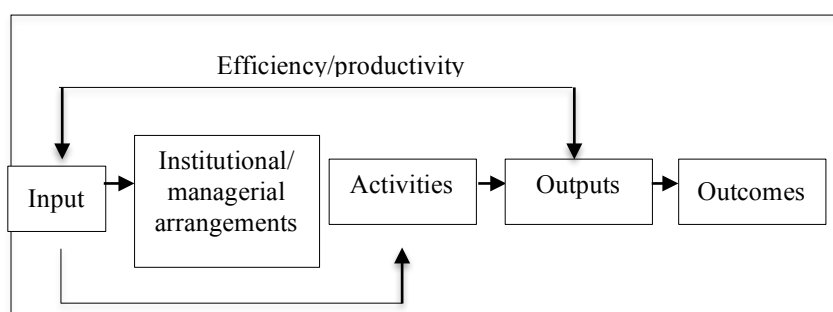 Efficiency/productivity
Input
Institutional/
managerial
arrangements
Activities
Outputs
Outcomes